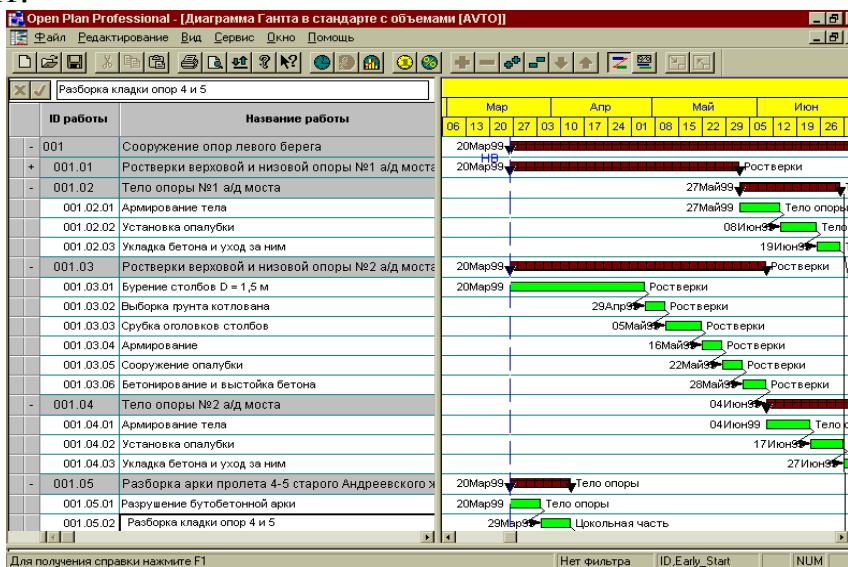 Open Plan Professional - [Диаграмма Гантта в стандарте с объемами [AVTO]]
Файл Редактирование Вид Сервис Окно Помощь
Разборка кладки опор 4 и 5
ID работы Название работы Мар Апр Май Июн
06 13 20 27 03 10 17 24 01 08 15 22 29 05 12 19 26
- 001 Сооружение опор левого берега 20Мар99
НВ
+ 001.01 Ростверки верховой и низовой опоры №1 а/д моста 20Мар99 Ростверки
- 001.02 Тело опоры №1 а/д моста 27Май99
001.02.01 Армирование тела 27Май99 Тело опоры
001.02.02 Установка опалубки 08Июн99 Тело
001.02.03 Укладка бетона и уход за ним 19Июн99
- 001.03 Ростверки верховой и низовой опоры №2 а/д моста 20Мар99 Ростверки
001.03.01 Бурение столбов D = 1,5 м 20Мар99 Ростверки
001.03.02 Выборка грунта котлована 29Апр99 Ростверки
001.03.03 Срубка оголовков столбов 05Май99 Ростверки
001.03.04 Армирование 16Май99 Ростверки
001.03.05 Сооружение опалубки 22Май99 Ростверки
001.03.06 Бетонирование и выстойка бетона 28Май99 Ростверки
- 001.04 Тело опоры №2 а/д моста 04Июн99
001.04.01 Армирование тела 04Июн99 Тело
001.04.02 Установка опалубки 17Июн99
001.04.03 Укладка бетона и уход за ним 27Июн99
- 001.05 Разборка арки пролета 4-5 старого Андреевского ж 20Мар99 Тело опоры
001.05.01 Разрушение бутобетонной арки 20Мар99 Тело опоры
001.05.02 Разборка кладки опор 4 и 5 29Мар99 Цокольная часть
Для получения справки нажмите F1 Нет фильтра ID,Early_Start NUM